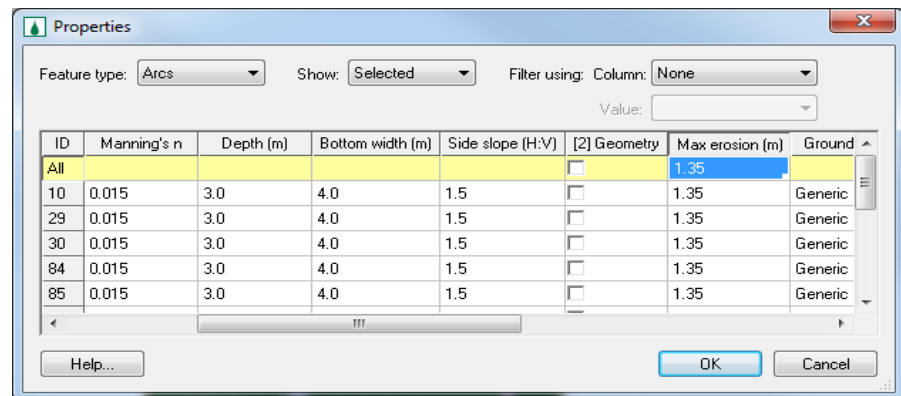 Properties
Feature type: Arcs Show: Selected Filter using: Column: None
Value:
ID Manning's n Depth (m) Bottom width (m) Side slope (H:V) [2] Geometry Max erosion (m) Ground
All 1.35
10 0.015 3.0 4.0 1.5 1.35 Generic
29 0.015 3.0 4.0 1.5 1.35 Generic
30 0.015 3.0 4.0 1.5 1.35 Generic
84 0.015 3.0 4.0 1.5 1.35 Generic
85 0.015 3.0 4.0 1.5 1.35 Generic
Help... OK Cancel